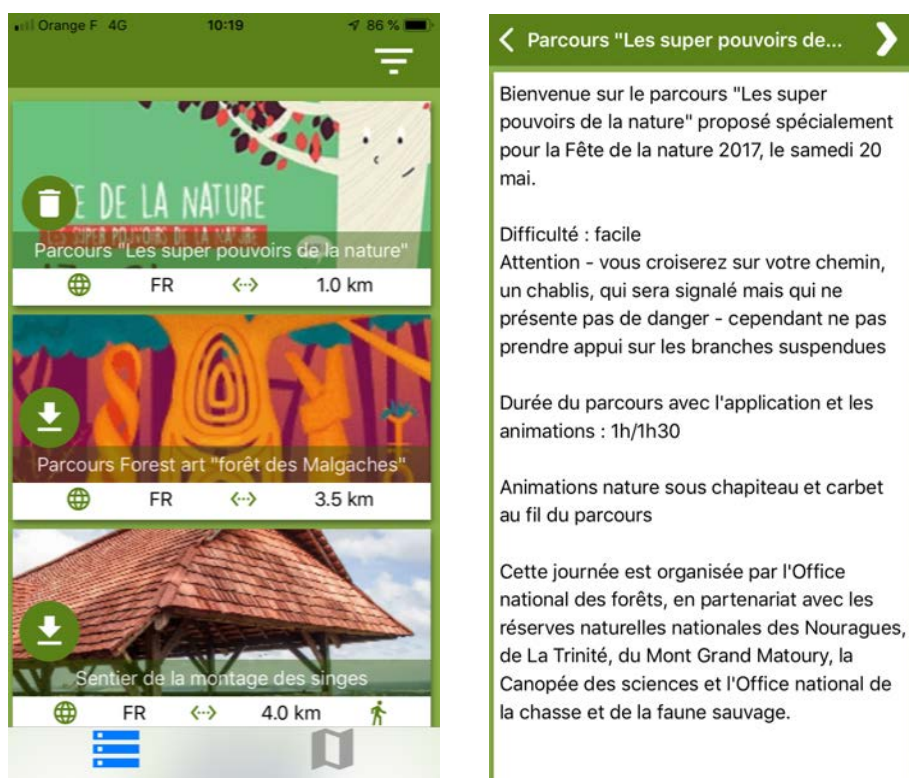 Orange F 4G 10:19 86 %
DE LA NATURE
LES SUPER POUVOIRS DE LA NATURE
Parcours "Les super pouvoirs de la nature"
FR 1.0 km
Parcours Forest art "forêt des Malgaches"
FR 3.5 km
Sentier de la montage des singes
FR 4.0 km
Parcours "Les super pouvoirs de...
Bienvenue sur le parcours "Les super
pouvoirs de la nature" proposé spécialement
pour la Fête de la nature 2017, le samedi 20
mai.
Difficulté : facile
Attention - vous croiserez sur votre chemin,
un chablis, qui sera signalé mais qui ne
présente pas de danger - cependant ne pas
prendre appui sur les branches suspendues
Durée du parcours avec l'application et les
animations : 1h/1h30
Animations nature sous chapiteau et carbet
au fil du parcours
Cette journée est organisée par l'Office
national des forêts, en partenariat avec les
réserves naturelles nationales des Nouragues,
de La Trinité, du Mont Grand Matoury, la
Canopée des sciences et l'Office national de
la chasse et de la faune sauvage.